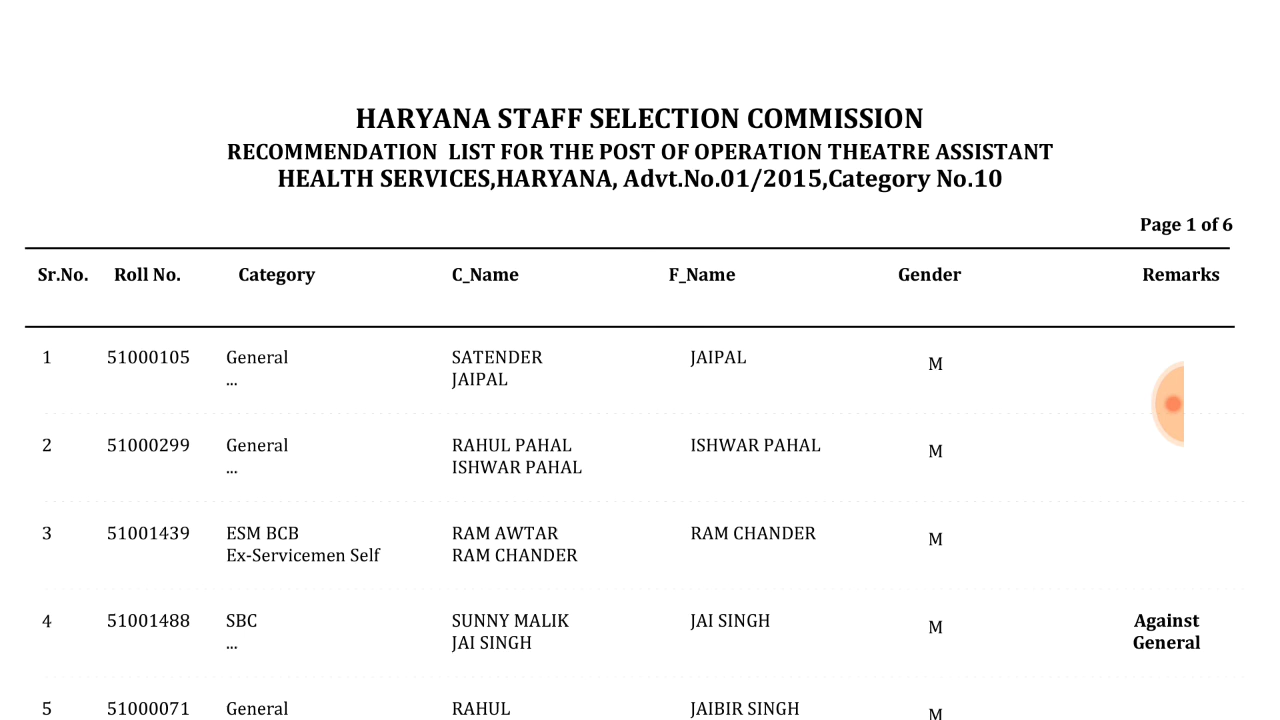 HARYANA STAFF SELECTION COMMISSION
RECOMMENDATION LIST FOR THE POST OF OPERATION THEATRE ASSISTANT
HEALTH SERVICES,HARYANA, Advt.No.01/2015,Category No.10
Page 1 of 6
Sr.No. Roll No. Category C_Name F_Name Gender Remarks
1 51000105 General SATENDER JAIPAL M
... JAIPAL
2 51000299 General RAHUL PAHAL ISHWAR PAHAL M
... ISHWAR PAHAL
3 51001439 ESM BCB RAM AWTAR RAM CHANDER M
Ex-Servicemen Self RAM CHANDER
4 51001488 SBC SUNNY MALIK JAI SINGH M Against
... JAI SINGH General
5 51000071 General RAHUL JAIBIR SINGH M